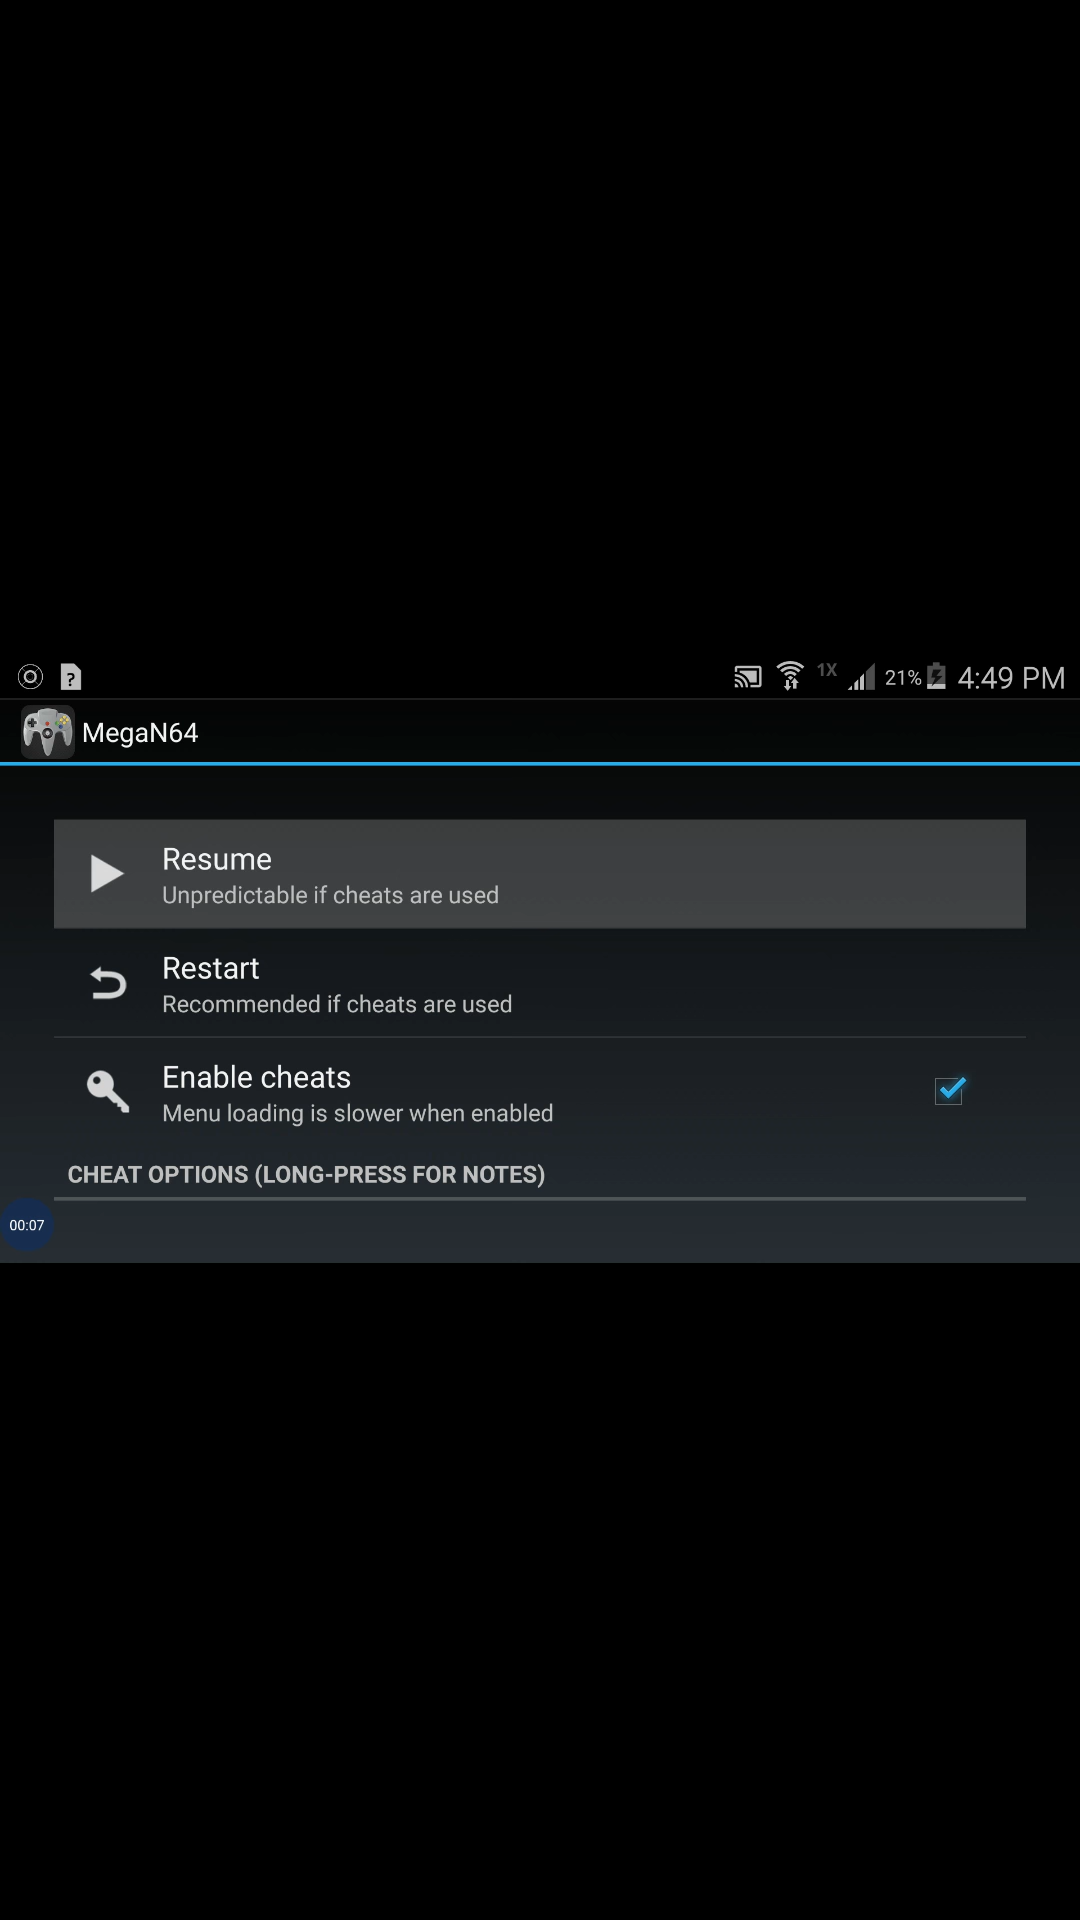 1X 21% 4:49 PM
MegaN64
Resume
Unpredictable if cheats are used
Restart
Recommended if cheats are used
Enable cheats
Menu loading is slower when enabled
CHEAT OPTIONS (LONG-PRESS FOR NOTES)
00:07